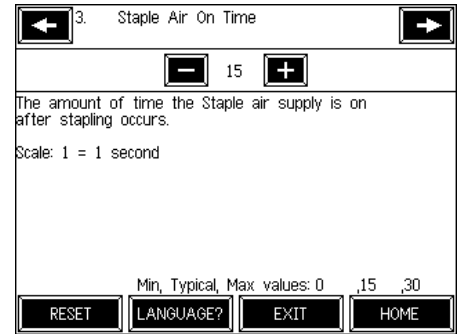 3. Staple Air On Time
15
The amount of time the Staple air supply is on
after stapling occurs.
Scale: 1 = 1 second
Min, Typical, Max values: 0 ,15 ,30
RESET LANGUAGE? EXIT HOME